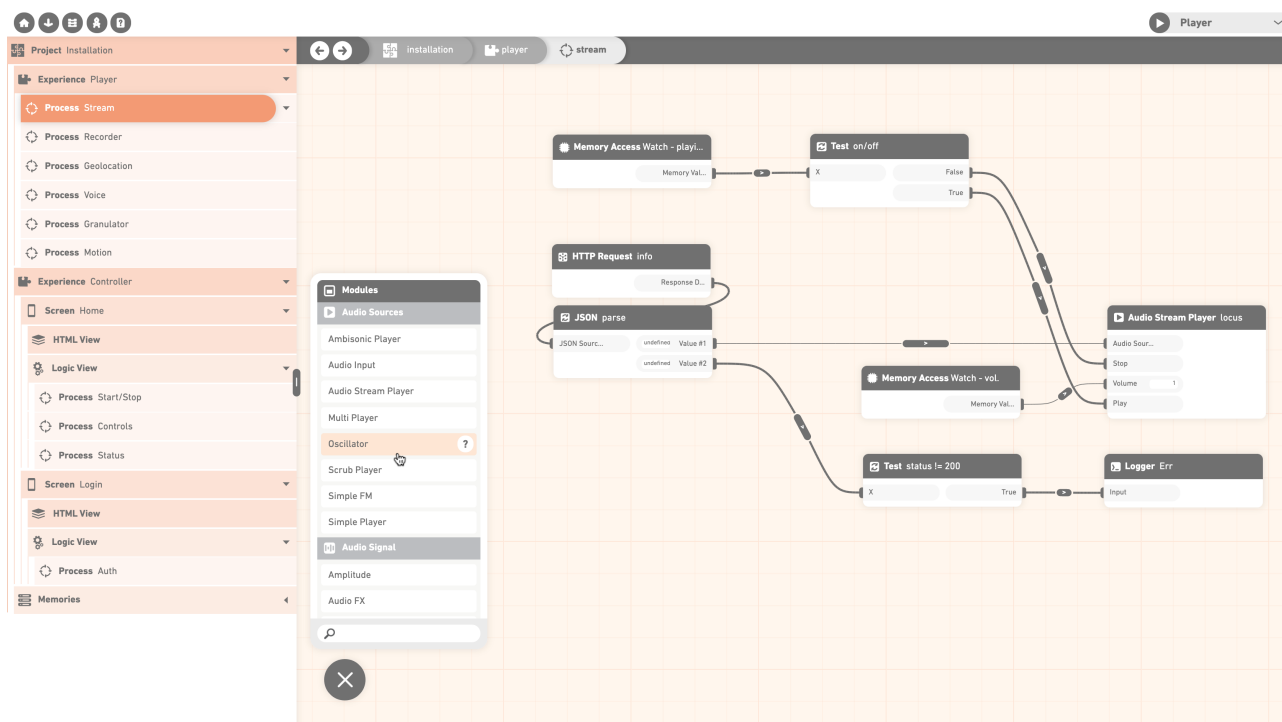 Player
Project Installation
installation
player
stream
Experience Player
Process Stream
Process Recorder
Process Geolocation
Process Voice
Process Granulator
Process Motion
Experience Controller
Screen Home
HTML View
Logic View
Process Start/Stop
Process Controls
Process Status
Screen Login
HTML View
Logic View
Process Auth
Memories
Modules
Audio Sources
Ambisonic Player
Audio Input
Audio Stream Player
Multi Player
Oscillator ?
Scrub Player
Simple FM
Simple Player
Audio Signal
Amplitude
Audio FX
Memory Access Watch - playi...
Memory Val...
Test on/off
X False
True
HTTP Request info
Response D...
JSON parse
JSON Sourc... undefined Value #1
undefined Value #2
Memory Access Watch - vol.
Memory Val...
Audio Stream Player locus
Audio Sour...
Stop
Volume 1
Play
Test status != 200
X True
Logger Err
Input